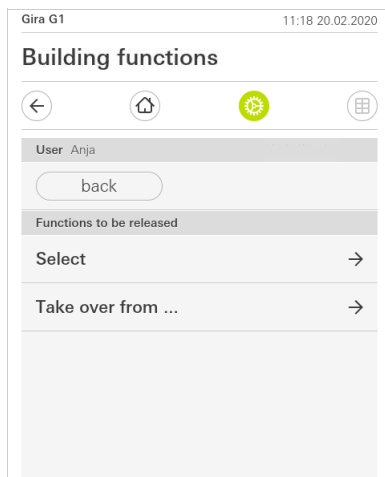 Gira G1 11:18 20.02.2020
Building functions
User Anja
back
Functions to be released
Select
Take over from ...